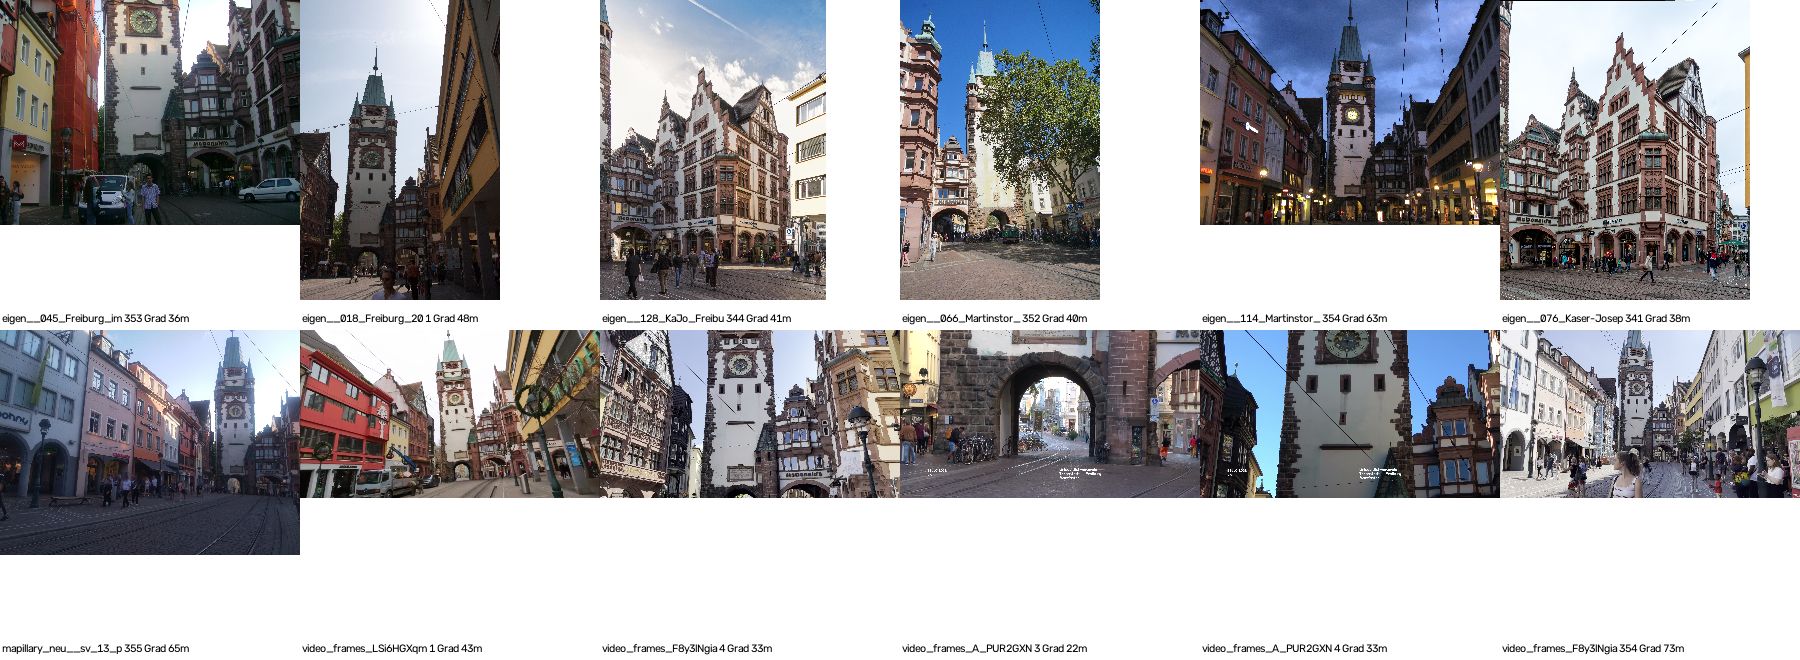 McDonald's
eigen__045_Freiburg_im 353 Grad 36m
eigen__018_Freiburg_20 1 Grad 48m
eigen__128_KaJo_Freibu 344 Grad 41m
eigen__066_Martinstor_ 352 Grad 40m
eigen__114_Martinstor_ 354 Grad 63m
eigen__076_Kaser-Josep 341 Grad 38m
mapillary_neu__sv_13_p 355 Grad 65m
video_frames_LSi6HGXqm 1 Grad 43m
video_frames_F8y3lNgia 4 Grad 33m
video_frames_A_PUR2GXN 3 Grad 22m
video_frames_A_PUR2GXN 4 Grad 33m
video_frames_F8y3lNgia 354 Grad 73m